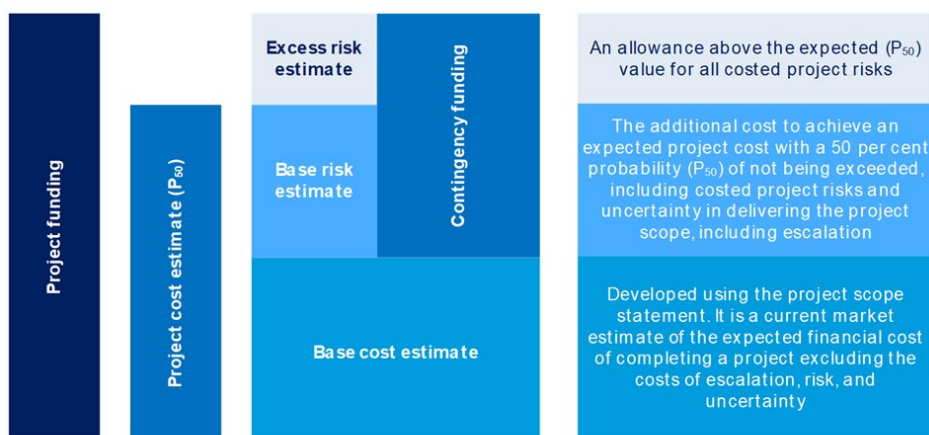 Project funding
Project cost estimate (P₅₀)
Excess risk
estimate
Base risk
estimate
Contingency funding
Base cost estimate
An allowance above the expected (P₅₀)
value for all costed project risks
The additional cost to achieve an
expected project cost with a 50 per cent
probability (P₅₀) of not being exceeded,
including costed project risks and
uncertainty in delivering the project
scope, including escalation
Developed using the project scope
statement. It is a current market
estimate of the expected financial cost
of completing a project excluding the
costs of escalation, risk, and
uncertainty